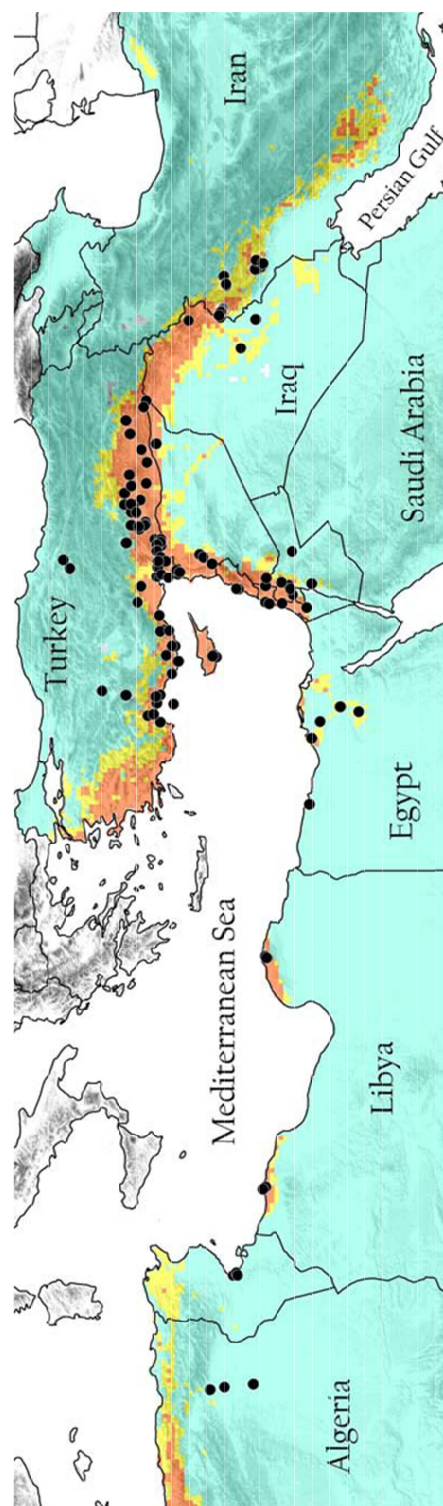 Iran
Persian Gulf
Turkey
Iraq
Saudi Arabia
Mediterranean Sea
Egypt
Libya
Algeria